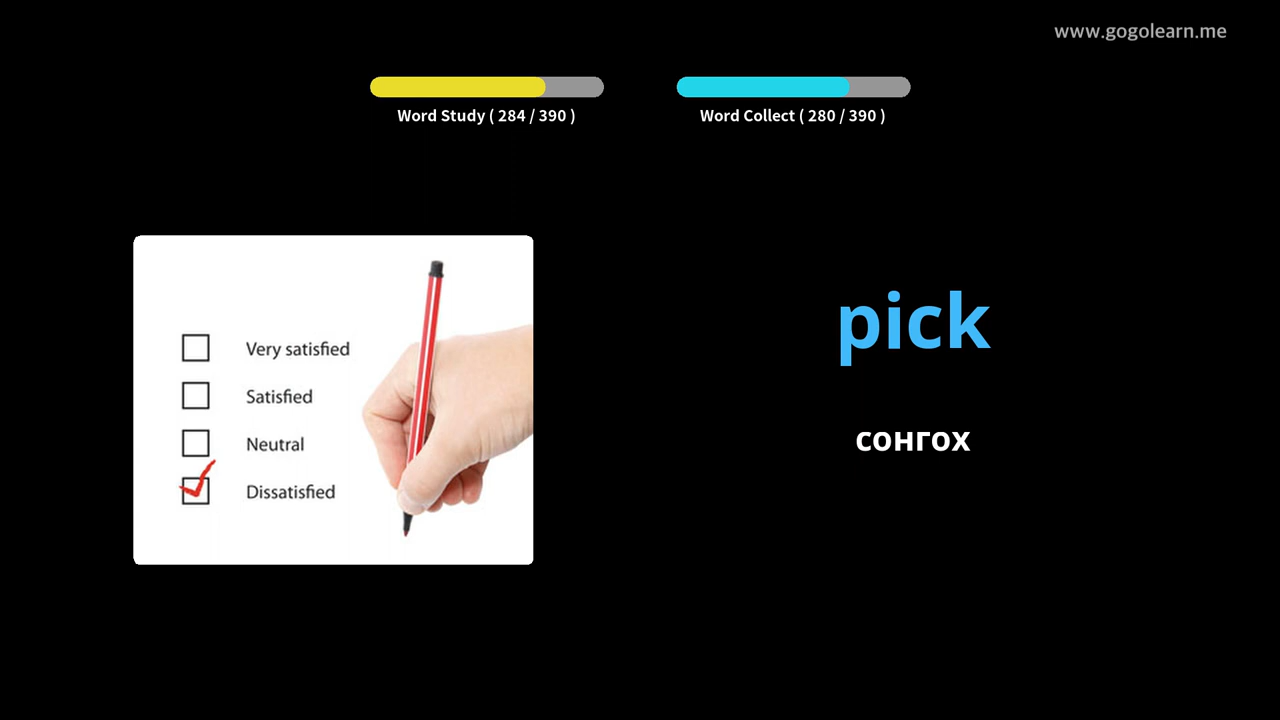 www.gogolearn.me
Word Study ( 284 / 390 )
Word Collect ( 280 / 390 )
Very satisfied
Satisfied
Neutral
Dissatisfied
pick
сонгох